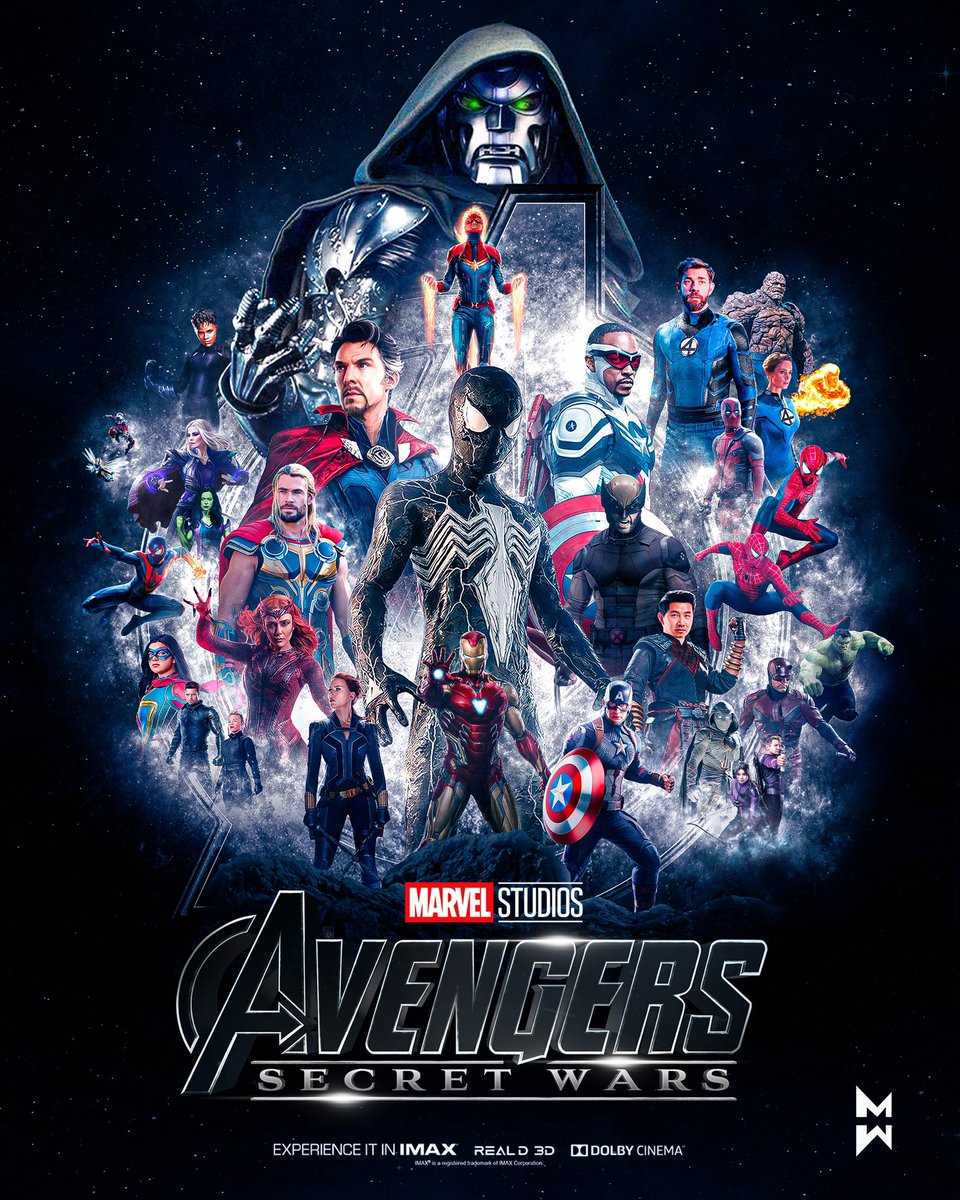 MARVEL STUDIOS
AVENGERS
SECRET WARS
MW
EXPERIENCE IT IN IMAX® REAL D 3D DOLBY CINEMA™
IMAX® is a registered trademark of IMAX Corporation.